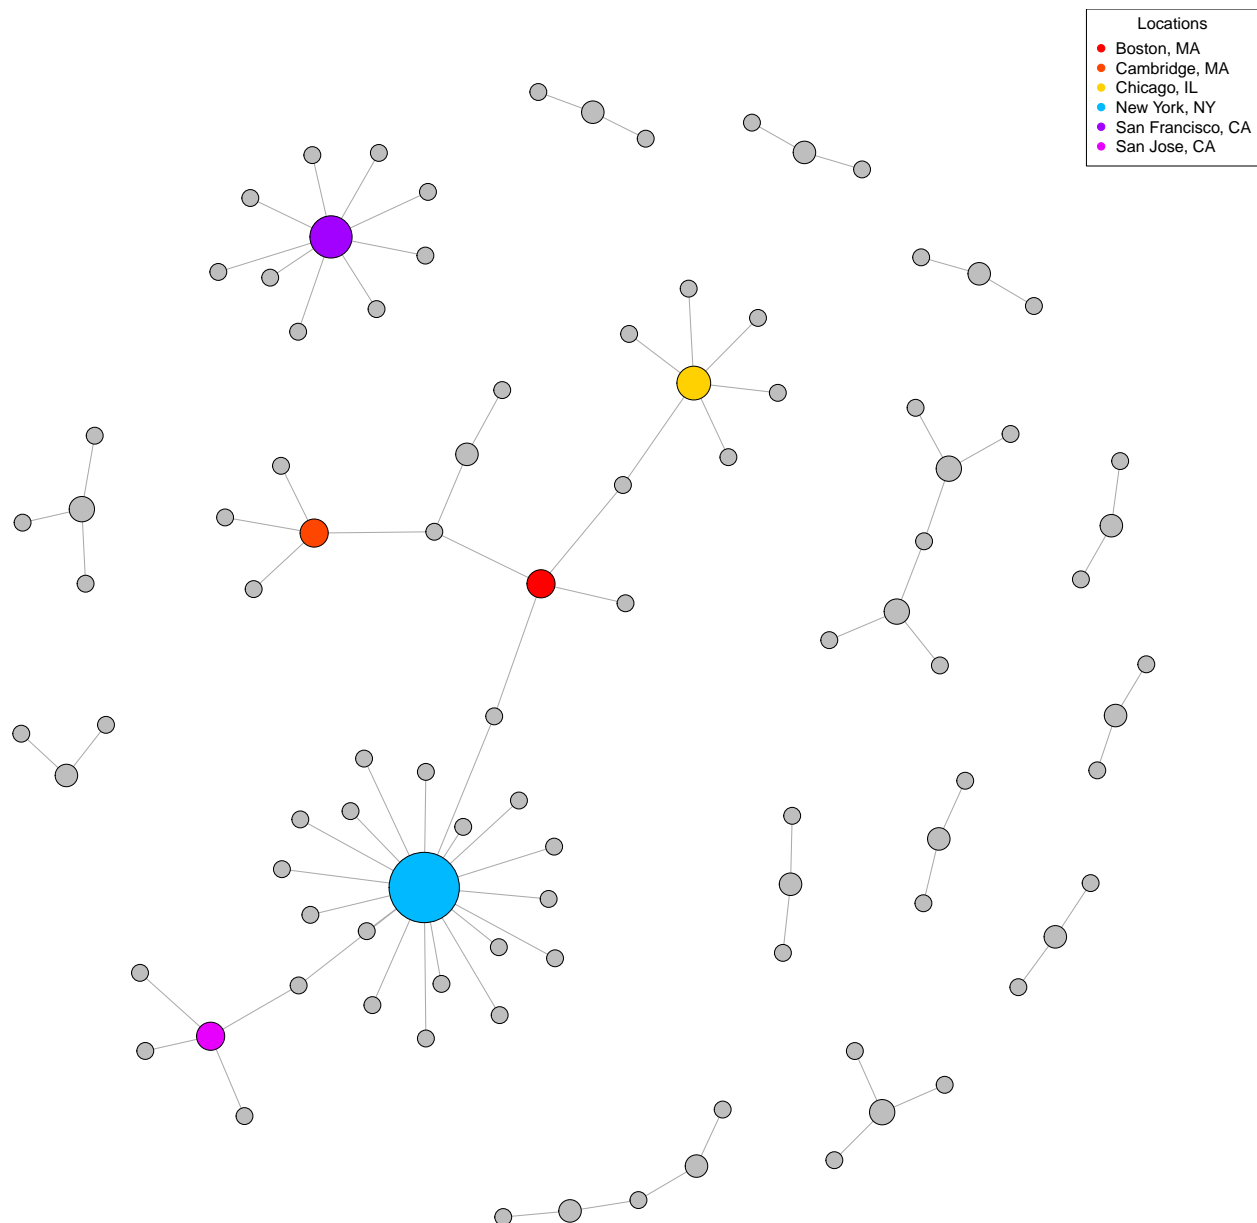 Locations
Boston, MA
Cambridge, MA
Chicago, IL
New York, NY
San Francisco, CA
San Jose, CA